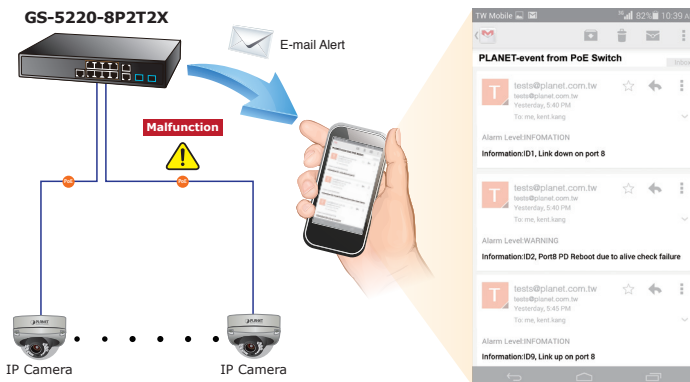 GS-5220-8P2T2X
E-mail Alert
Malfunction
PoE
PoE
PLANET
PLANET
IP Camera
IP Camera
TW Mobile
82% 10:39 A
PLANET-event from PoE Switch
Inbox
T
tests@planet.com.tw
tests@planet.com.tw
Yesterday, 5:40 PM
To: me, kent.kang
Alarm Level:INFOMATION
Information:ID1, Link down on port 8
T
tests@planet.com.tw
tests@planet.com.tw
Yesterday, 5:40 PM
To: me, kent.kang
Alarm Level:WARNING
Information:ID2, Port8 PD Reboot due to alive check failure
T
tests@planet.com.tw
tests@planet.com.tw
Yesterday, 5:45 PM
To: me, kent.kang
Alarm Level:INFOMATION
Information:ID9, Link up on port 8